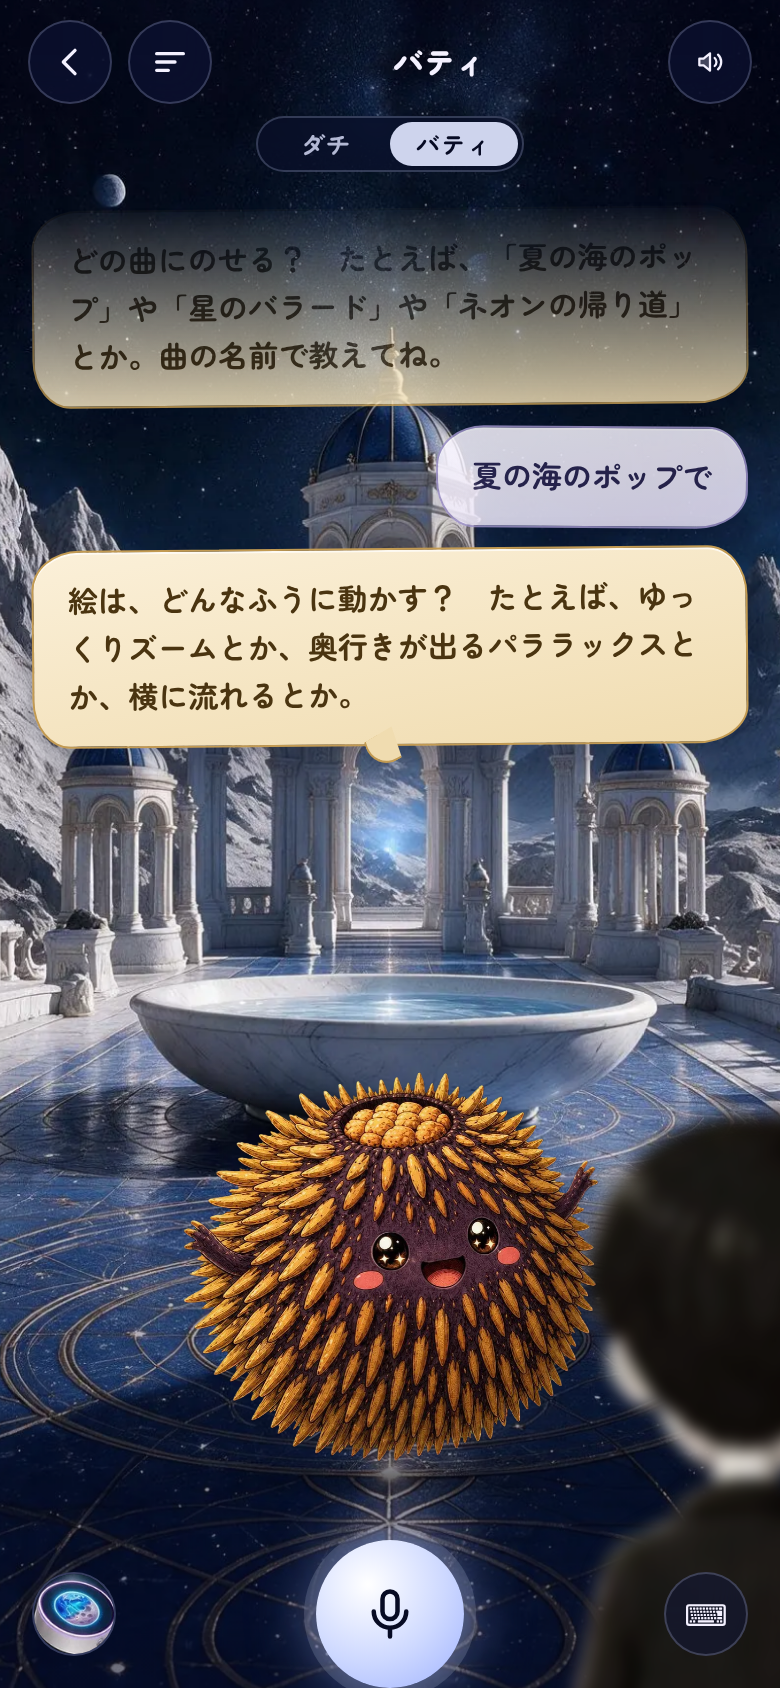 バティ
ダチ
バティ
どの曲にのせる？　たとえば、「夏の海のポッ
プ」や「星のバラード」や「ネオンの帰り道」
とか。曲の名前で教えてね。
夏の海のポップで
絵は、どんなふうに動かす？　たとえば、ゆっ
くりズームとか、奥行きが出るパララックスと
か、横に流れるとか。